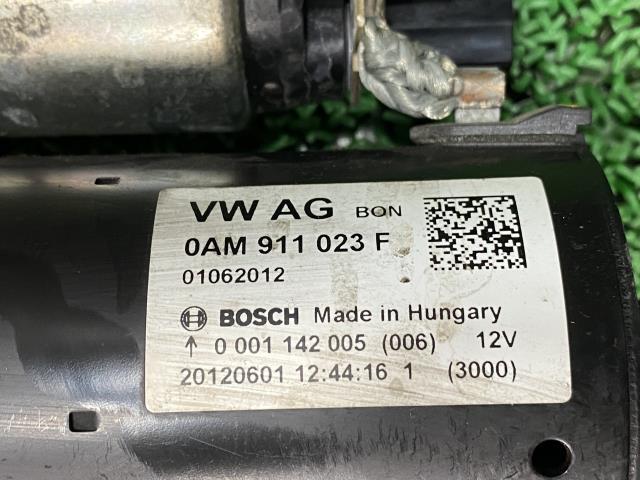 VW AG BON
0AM 911 023 F
01062012
BOSCH Made in Hungary
↑ 0 001 142 005 (006) 12V
20120601 12:44:16 1 (3000)